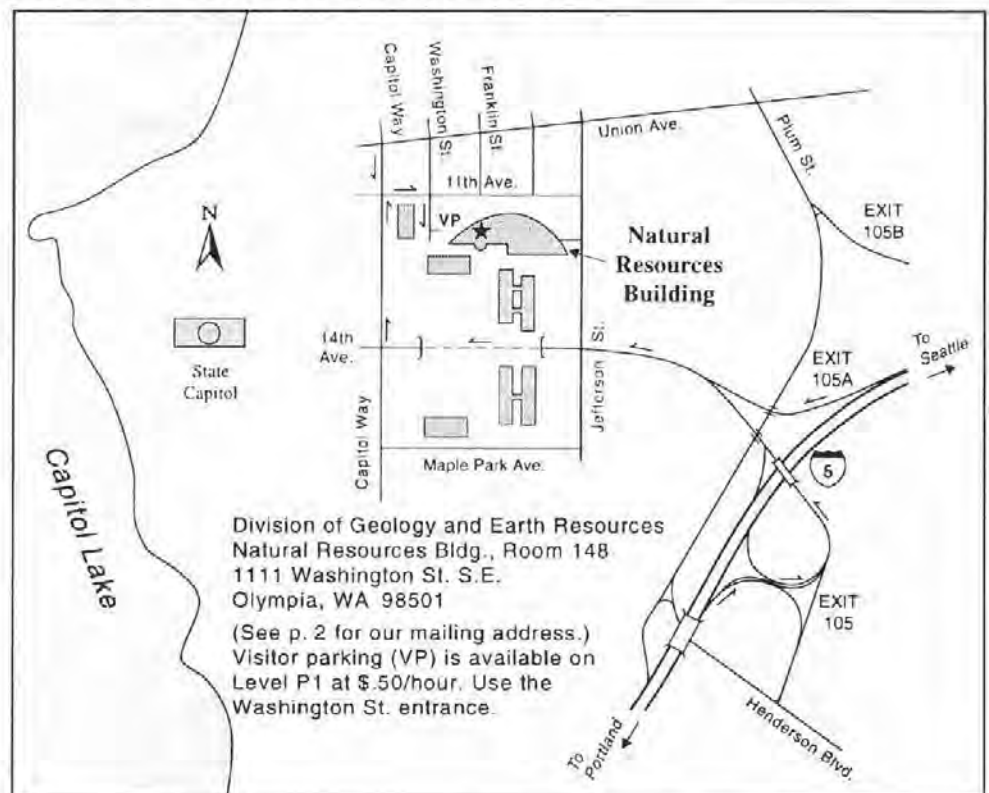 Capitol Way
Washington St.
Franklin St.
Union Ave.
Plum St.
11th Ave.
EXIT
105B
N
VP
Natural
Resources
Building
14th
Ave.
State
Capitol
Jefferson St.
To
Seattle
EXIT
105A
Capitol Way
Maple Park Ave.
5
Capitol Lake
Division of Geology and Earth Resources
Natural Resources Bldg., Room 148
1111 Washington St. S.E.
Olympia, WA 98501
(See p. 2 for our mailing address.)
Visitor parking (VP) is available on
Level P1 at $.50/hour. Use the
Washington St. entrance.
EXIT
105
Henderson Blvd.
To
Portland